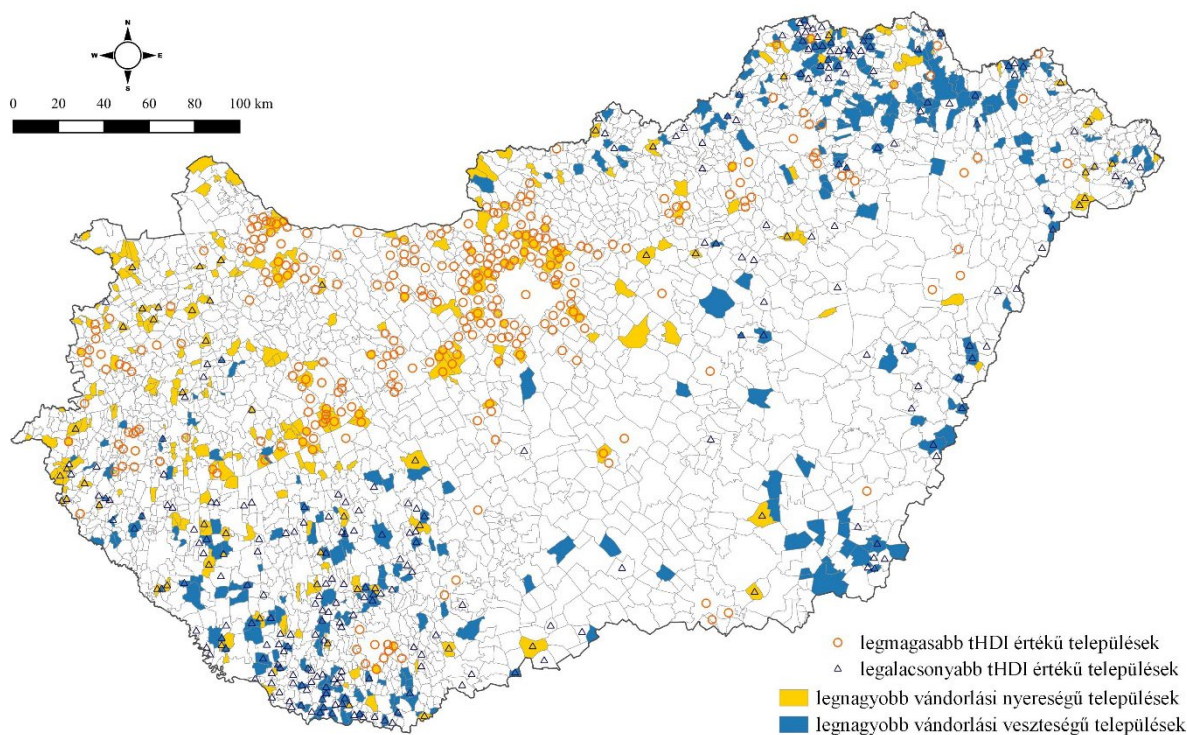 N
W E
S
0 20 40 60 80 100 km
legmagasabb tHDI értékű települések
legalacsonyabb tHDI értékű települések
legnagyobb vándorlási nyereségű települések
legnagyobb vándorlási veszteségű települések